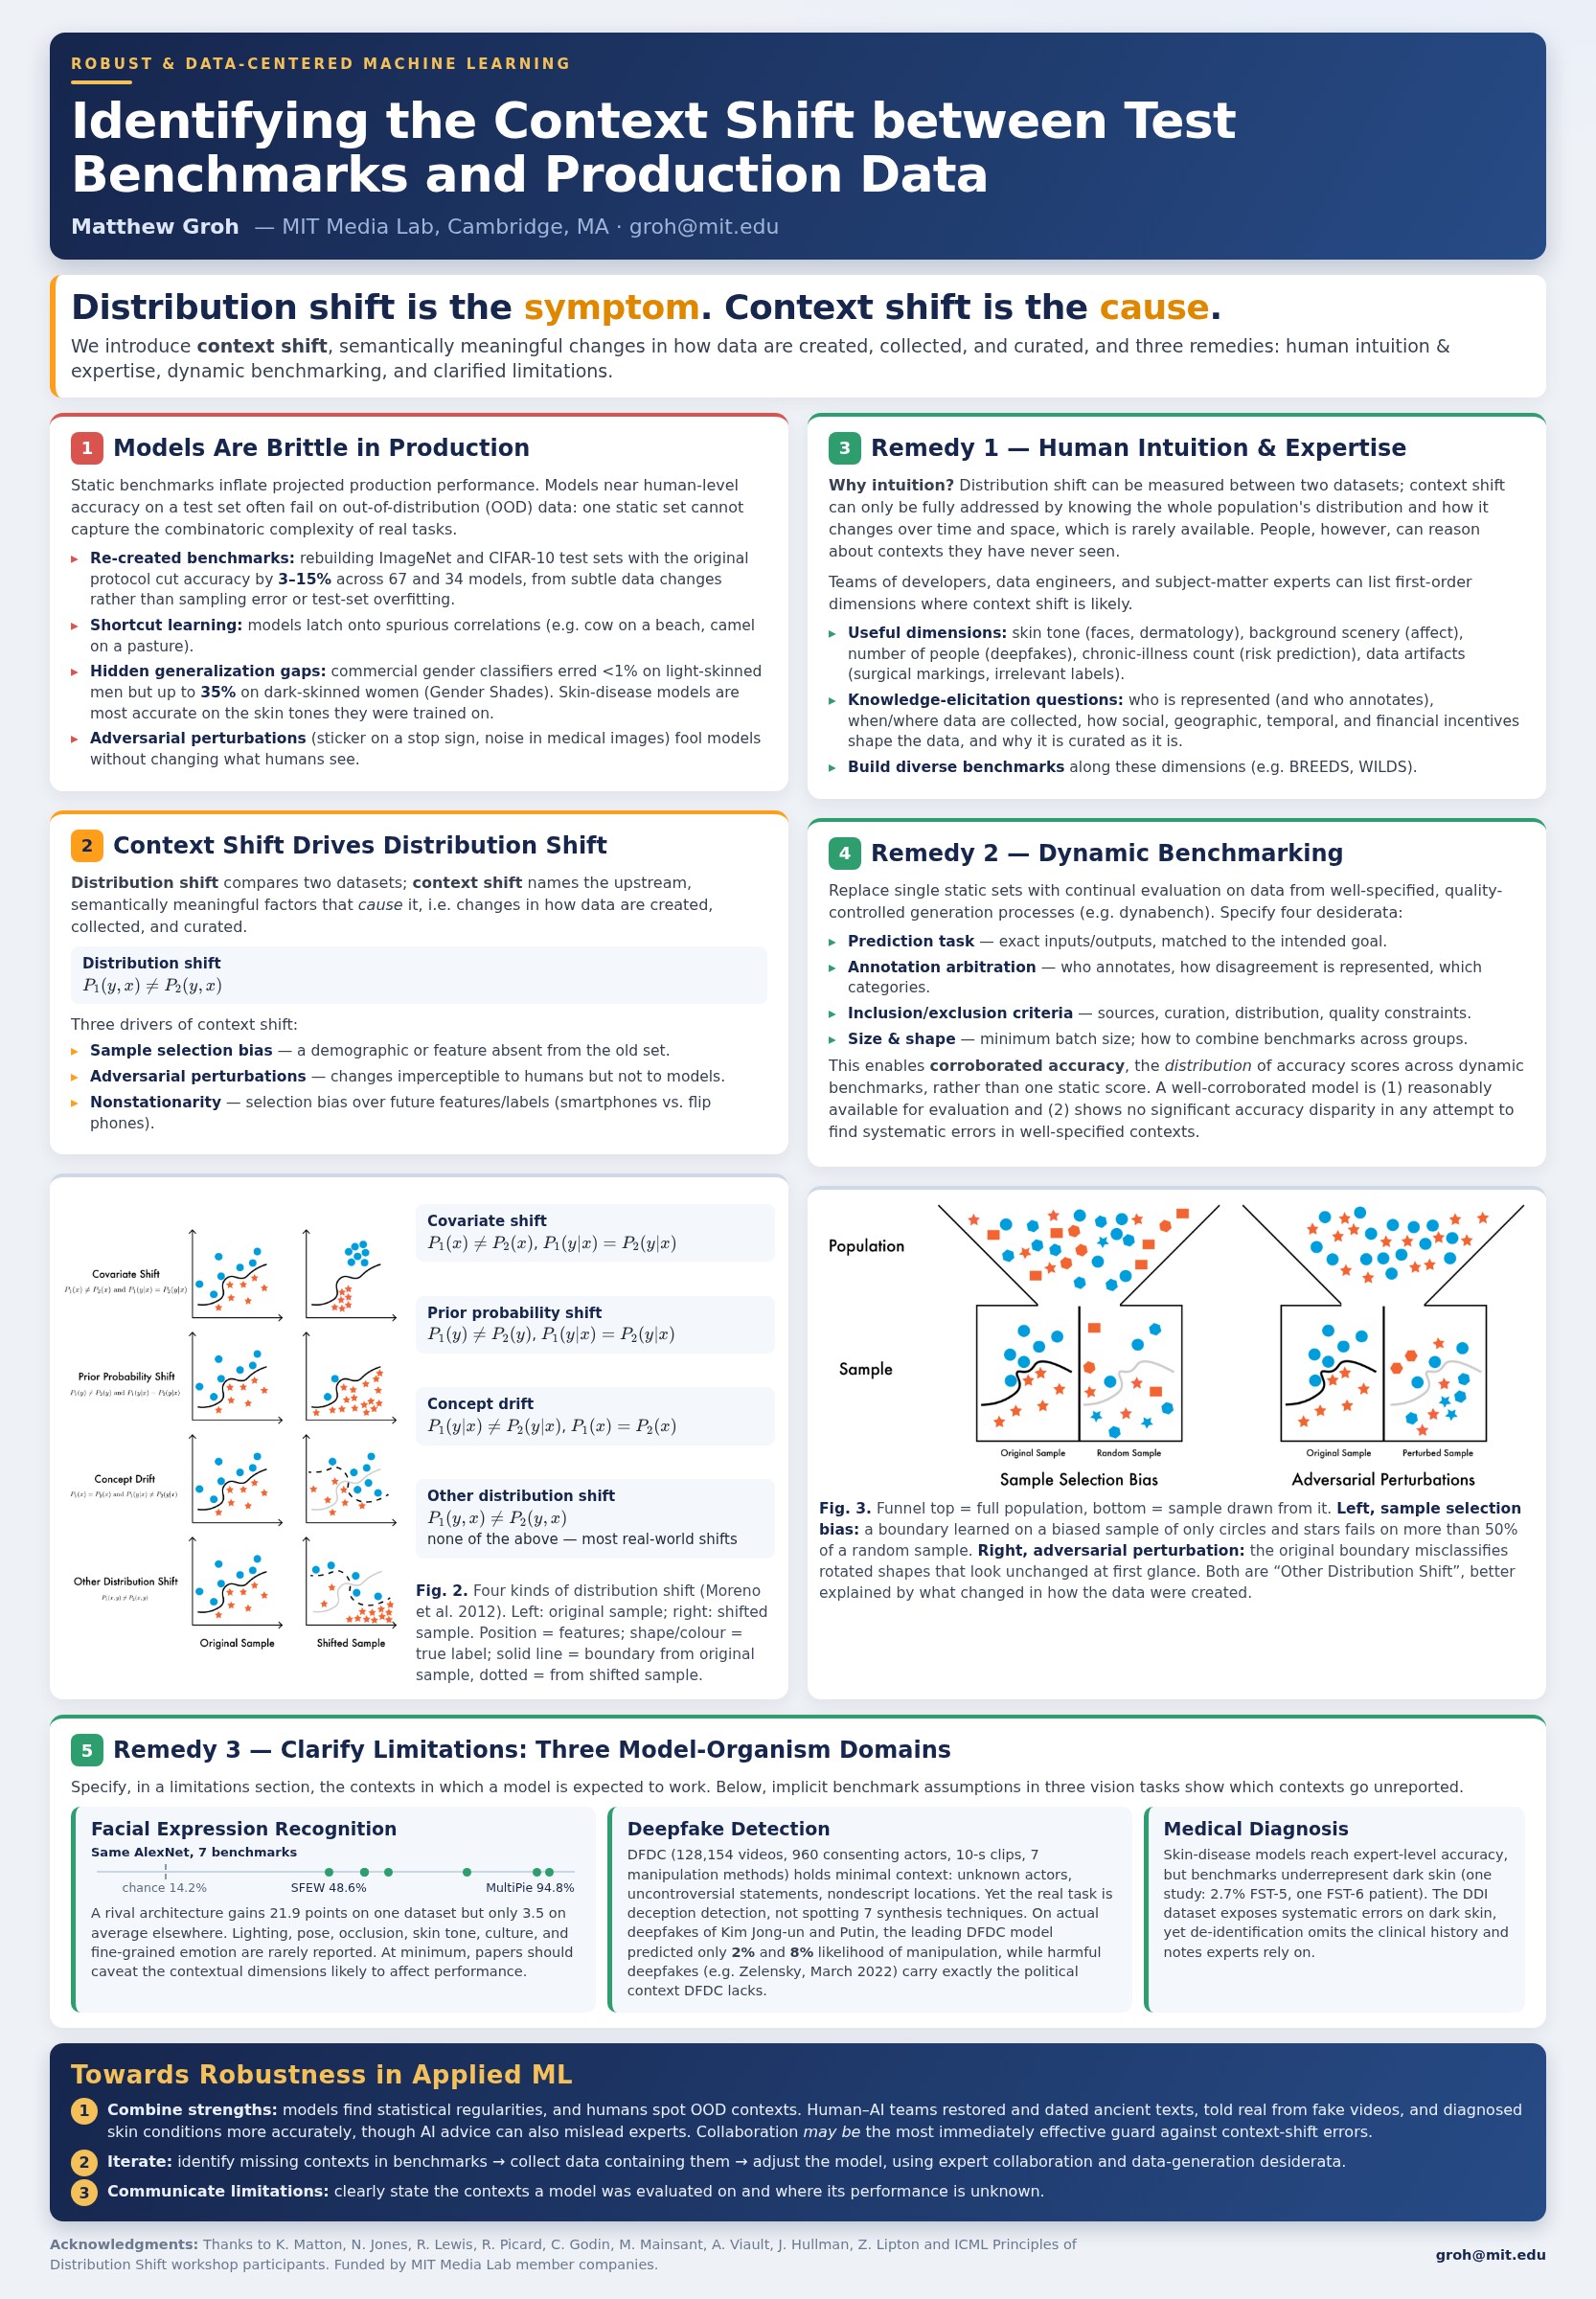 ROBUST & DATA-CENTERED MACHINE LEARNING
Identifying the Context Shift between Test
Benchmarks and Production Data
Matthew Groh — MIT Media Lab, Cambridge, MA · groh@mit.edu
Distribution shift is the symptom. Context shift is the cause.
We introduce context shift, semantically meaningful changes in how data are created, collected, and curated, and three remedies: human intuition &
expertise, dynamic benchmarking, and clarified limitations.
1 Models Are Brittle in Production
Static benchmarks inflate projected production performance. Models near human-level
accuracy on a test set often fail on out-of-distribution (OOD) data: one static set cannot
capture the combinatoric complexity of real tasks.
▸ Re-created benchmarks: rebuilding ImageNet and CIFAR-10 test sets with the original
protocol cut accuracy by 3–15% across 67 and 34 models, from subtle data changes
rather than sampling error or test-set overfitting.
▸ Shortcut learning: models latch onto spurious correlations (e.g. cow on a beach, camel
on a pasture).
▸ Hidden generalization gaps: commercial gender classifiers erred <1% on light-skinned
men but up to 35% on dark-skinned women (Gender Shades). Skin-disease models are
most accurate on the skin tones they were trained on.
▸ Adversarial perturbations (sticker on a stop sign, noise in medical images) fool models
without changing what humans see.
2 Context Shift Drives Distribution Shift
Distribution shift compares two datasets; context shift names the upstream,
semantically meaningful factors that cause it, i.e. changes in how data are created,
collected, and curated.
Distribution shift
P₁(y, x) ≠ P₂(y, x)
Three drivers of context shift:
▸ Sample selection bias — a demographic or feature absent from the old set.
▸ Adversarial perturbations — changes imperceptible to humans but not to models.
▸ Nonstationarity — selection bias over future features/labels (smartphones vs. flip
phones).
Covariate Shift
P₁(x) ≠ P₂(x) and P₁(y|x) = P₂(y|x)
Prior Probability Shift
P₁(y) ≠ P₂(y) and P₁(y|x) = P₂(y|x)
Concept Drift
P₁(x) = P₂(x) and P₁(y|x) ≠ P₂(y|x)
Other Distribution Shift
P₁(x, y) ≠ P₂(x, y)
Original Sample Shifted Sample
Covariate shift
P₁(x) ≠ P₂(x), P₁(y|x) = P₂(y|x)
Prior probability shift
P₁(y) ≠ P₂(y), P₁(y|x) = P₂(y|x)
Concept drift
P₁(y|x) ≠ P₂(y|x), P₁(x) = P₂(x)
Other distribution shift
P₁(y, x) ≠ P₂(y, x)
none of the above — most real-world shifts
Fig. 2. Four kinds of distribution shift (Moreno
et al. 2012). Left: original sample; right: shifted
sample. Position = features; shape/colour =
true label; solid line = boundary from original
sample, dotted = from shifted sample.
3 Remedy 1 — Human Intuition & Expertise
Why intuition? Distribution shift can be measured between two datasets; context shift
can only be fully addressed by knowing the whole population's distribution and how it
changes over time and space, which is rarely available. People, however, can reason
about contexts they have never seen.
Teams of developers, data engineers, and subject-matter experts can list first-order
dimensions where context shift is likely.
▸ Useful dimensions: skin tone (faces, dermatology), background scenery (affect),
number of people (deepfakes), chronic-illness count (risk prediction), data artifacts
(surgical markings, irrelevant labels).
▸ Knowledge-elicitation questions: who is represented (and who annotates),
when/where data are collected, how social, geographic, temporal, and financial incentives
shape the data, and why it is curated as it is.
▸ Build diverse benchmarks along these dimensions (e.g. BREEDS, WILDS).
4 Remedy 2 — Dynamic Benchmarking
Replace single static sets with continual evaluation on data from well-specified, quality-
controlled generation processes (e.g. dynabench). Specify four desiderata:
▸ Prediction task — exact inputs/outputs, matched to the intended goal.
▸ Annotation arbitration — who annotates, how disagreement is represented, which
categories.
▸ Inclusion/exclusion criteria — sources, curation, distribution, quality constraints.
▸ Size & shape — minimum batch size; how to combine benchmarks across groups.
This enables corroborated accuracy, the distribution of accuracy scores across dynamic
benchmarks, rather than one static score. A well-corroborated model is (1) reasonably
available for evaluation and (2) shows no significant accuracy disparity in any attempt to
find systematic errors in well-specified contexts.
Population
Sample
Original Sample Random Sample Original Sample Perturbed Sample
Sample Selection Bias Adversarial Perturbations
Fig. 3. Funnel top = full population, bottom = sample drawn from it. Left, sample selection
bias: a boundary learned on a biased sample of only circles and stars fails on more than 50%
of a random sample. Right, adversarial perturbation: the original boundary misclassifies
rotated shapes that look unchanged at first glance. Both are “Other Distribution Shift”, better
explained by what changed in how the data were created.
5 Remedy 3 — Clarify Limitations: Three Model-Organism Domains
Specify, in a limitations section, the contexts in which a model is expected to work. Below, implicit benchmark assumptions in three vision tasks show which contexts go unreported.
Facial Expression Recognition
Same AlexNet, 7 benchmarks
chance 14.2% SFEW 48.6% MultiPie 94.8%
A rival architecture gains 21.9 points on one dataset but only 3.5 on
average elsewhere. Lighting, pose, occlusion, skin tone, culture, and
fine-grained emotion are rarely reported. At minimum, papers should
caveat the contextual dimensions likely to affect performance.
Deepfake Detection
DFDC (128,154 videos, 960 consenting actors, 10-s clips, 7
manipulation methods) holds minimal context: unknown actors,
uncontroversial statements, nondescript locations. Yet the real task is
deception detection, not spotting 7 synthesis techniques. On actual
deepfakes of Kim Jong-un and Putin, the leading DFDC model
predicted only 2% and 8% likelihood of manipulation, while harmful
deepfakes (e.g. Zelensky, March 2022) carry exactly the political
context DFDC lacks.
Medical Diagnosis
Skin-disease models reach expert-level accuracy,
but benchmarks underrepresent dark skin (one
study: 2.7% FST-5, one FST-6 patient). The DDI
dataset exposes systematic errors on dark skin,
yet de-identification omits the clinical history and
notes experts rely on.
Towards Robustness in Applied ML
1 Combine strengths: models find statistical regularities, and humans spot OOD contexts. Human–AI teams restored and dated ancient texts, told real from fake videos, and diagnosed
skin conditions more accurately, though AI advice can also mislead experts. Collaboration may be the most immediately effective guard against context-shift errors.
2 Iterate: identify missing contexts in benchmarks → collect data containing them → adjust the model, using expert collaboration and data-generation desiderata.
3 Communicate limitations: clearly state the contexts a model was evaluated on and where its performance is unknown.
Acknowledgments: Thanks to K. Matton, N. Jones, R. Lewis, R. Picard, C. Godin, M. Mainsant, A. Viault, J. Hullman, Z. Lipton and ICML Principles of
Distribution Shift workshop participants. Funded by MIT Media Lab member companies.
groh@mit.edu